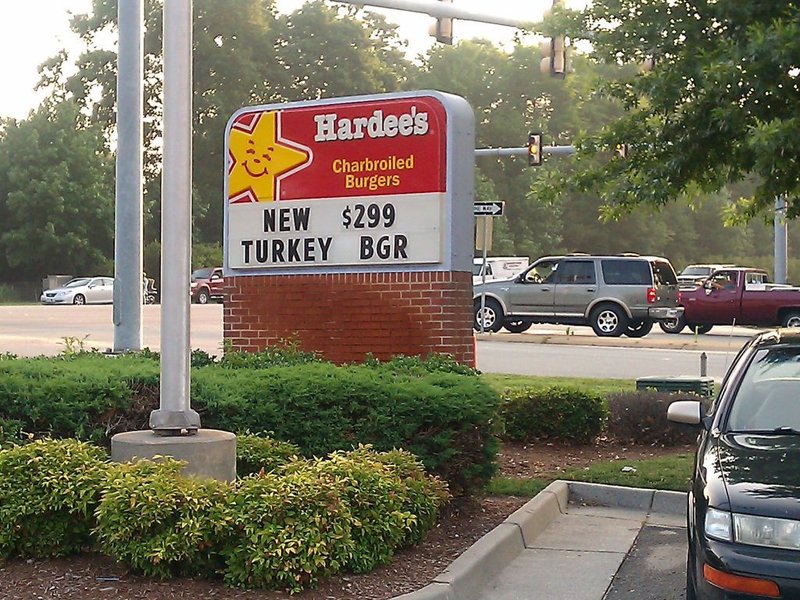 Hardee's
Charbroiled
Burgers
NEW $299
TURKEY BGR